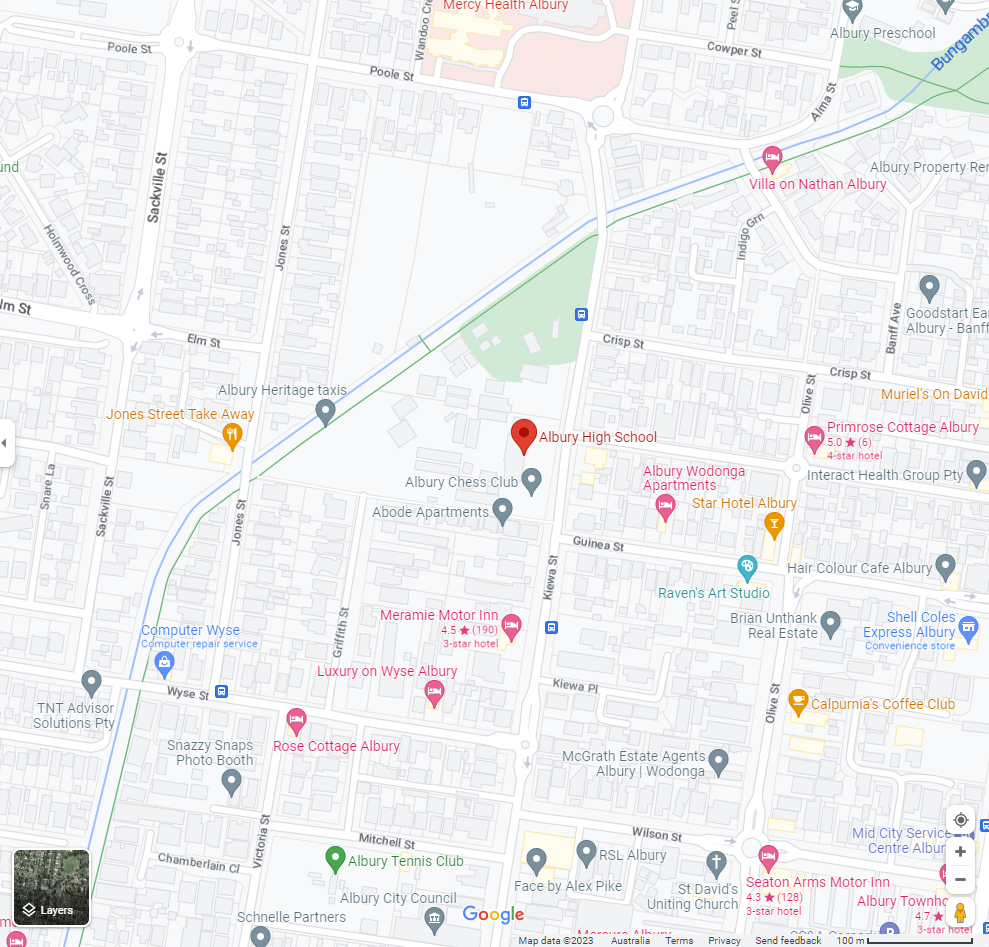 Mercy Health Albury
Wandoo Cre
Peel S
Albury Preschool
Bungamb
Poole St
Poole St
Cowper St
Alma St
und
Sackville St
Villa on Nathan Albury
Albury Property Ren
Holmwood Cross
Jones St
Indigo Grn
Goodstart Ear
Albury - Banff
Banff Ave
lm St
Elm St
Crisp St
Crisp St
Olive St
Albury Heritage taxis
Jones Street Take Away
Muriel's On David
Primrose Cottage Albury
5.0 ★ (6)
4-star hotel
Albury High School
Albury Chess Club
Abode Apartments
Albury Wodonga
Apartments
Interact Health Group Pty
Star Hotel Albury
Snare La
Sackville St
Jones St
Guinea St
Kiewa St
Hair Colour Cafe Albury
Raven's Art Studio
Griffith St
Meramie Motor Inn
4.5 ★ (190)
3-star hotel
Brian Unthank
Real Estate
Shell Coles
Express Albury
Convenience store
Computer Wyse
Computer repair service
Luxury on Wyse Albury
Kiewa Pl
Olive St
Wyse St
TNT Advisor
Solutions Pty
Calpurnia's Coffee Club
Rose Cottage Albury
Snazzy Snaps
Photo Booth
McGrath Estate Agents
Albury | Wodonga
Victoria St
Mitchell St
Wilson St
Mid City Service
Centre Albur
Chamberlain Cl
Albury Tennis Club
RSL Albury
Face by Alex Pike
St David's
Uniting Church
Seaton Arms Motor Inn
4.3 ★ (128)
3-star hotel
Albury Townho
4.7 ★
3-star hotel
Layers
Albury City Council
Schnelle Partners
Google
Map data ©2023 Australia Terms Privacy Send feedback 100 m